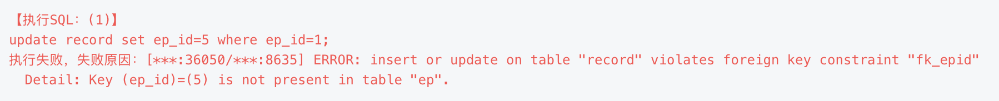 【执行SQL：(1)】
update record set ep_id=5 where ep_id=1;
执行失败，失败原因：[***:36050/***:8635] ERROR: insert or update on table "record" violates foreign key constraint "fk_epid"
  Detail: Key (ep_id)=(5) is not present in table "ep".